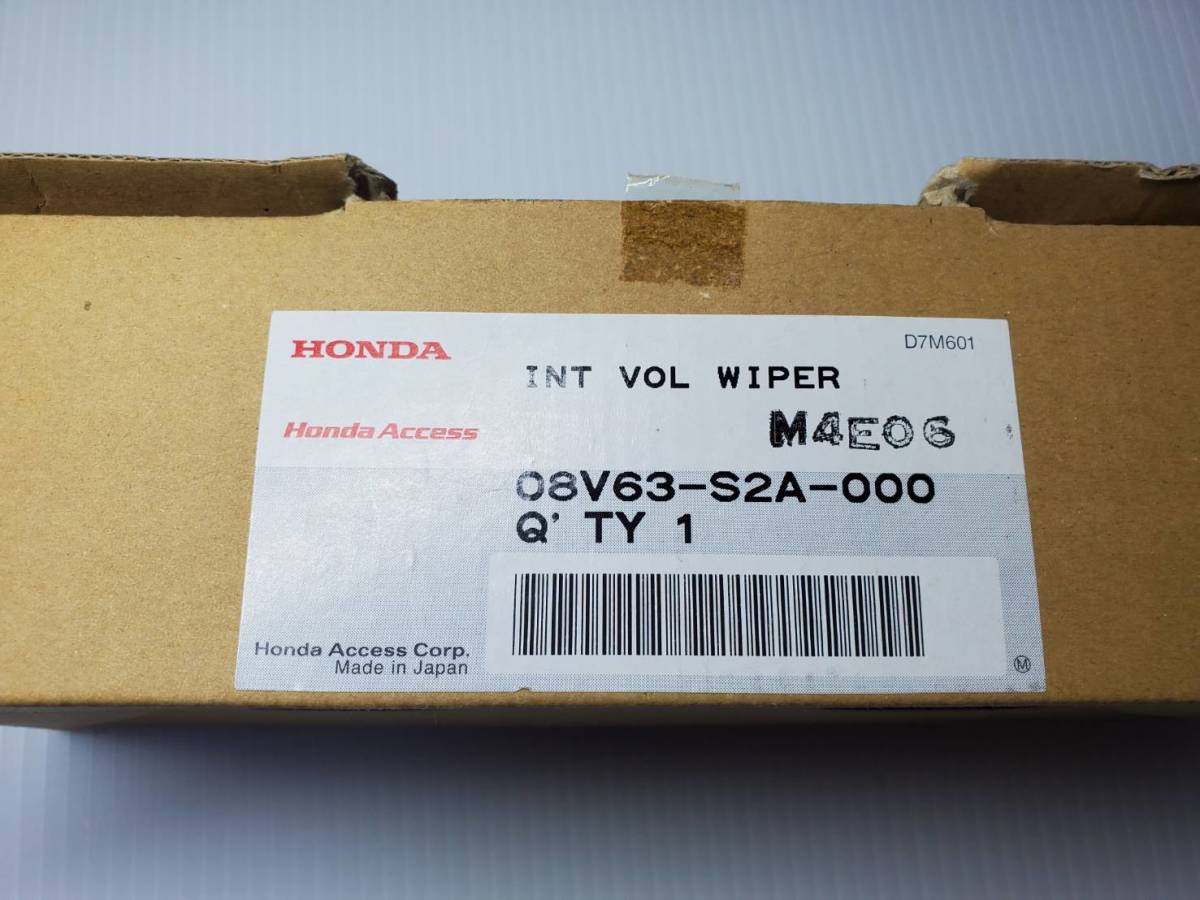 HONDA
D7M601
INT VOL WIPER
Honda Access
M4E06
08V63-S2A-000
Q' TY 1
Honda Access Corp.
Made in Japan
M